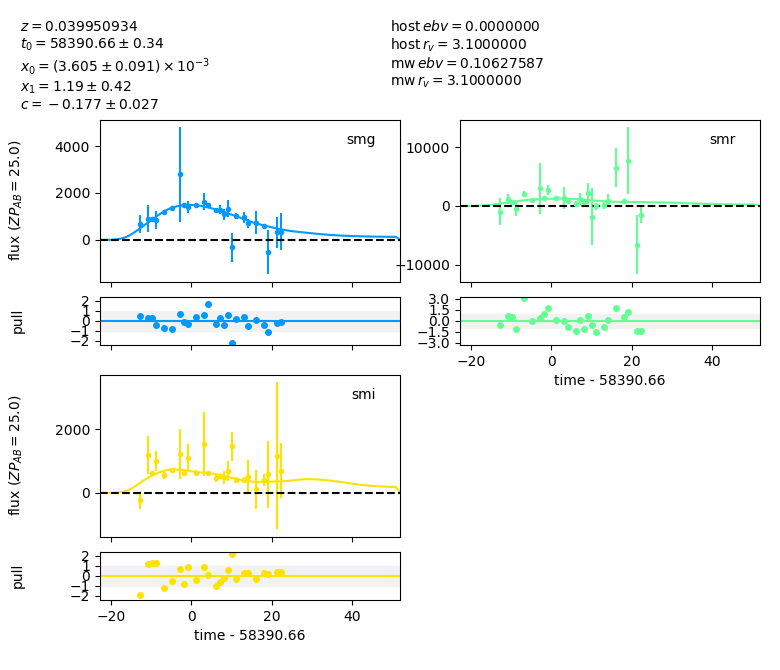 z = 0.039950934
t₀ = 58390.66 ± 0.34
x₀ = (3.605 ± 0.091) × 10⁻³
x₁ = 1.19 ± 0.42
c = −0.177 ± 0.027
host ebv = 0.0000000
host r_v = 3.1000000
mw ebv = 0.10627587
mw r_v = 3.1000000
smg
4000
2000
0
flux (ZP_AB = 25.0)
smr
10000
0
−10000
2
1
0
−1
−2
pull
3.0
1.5
0.0
−1.5
−3.0
−20
0
20
40
time - 58390.66
smi
2000
0
flux (ZP_AB = 25.0)
2
1
0
−1
−2
pull
−20
0
20
40
time - 58390.66